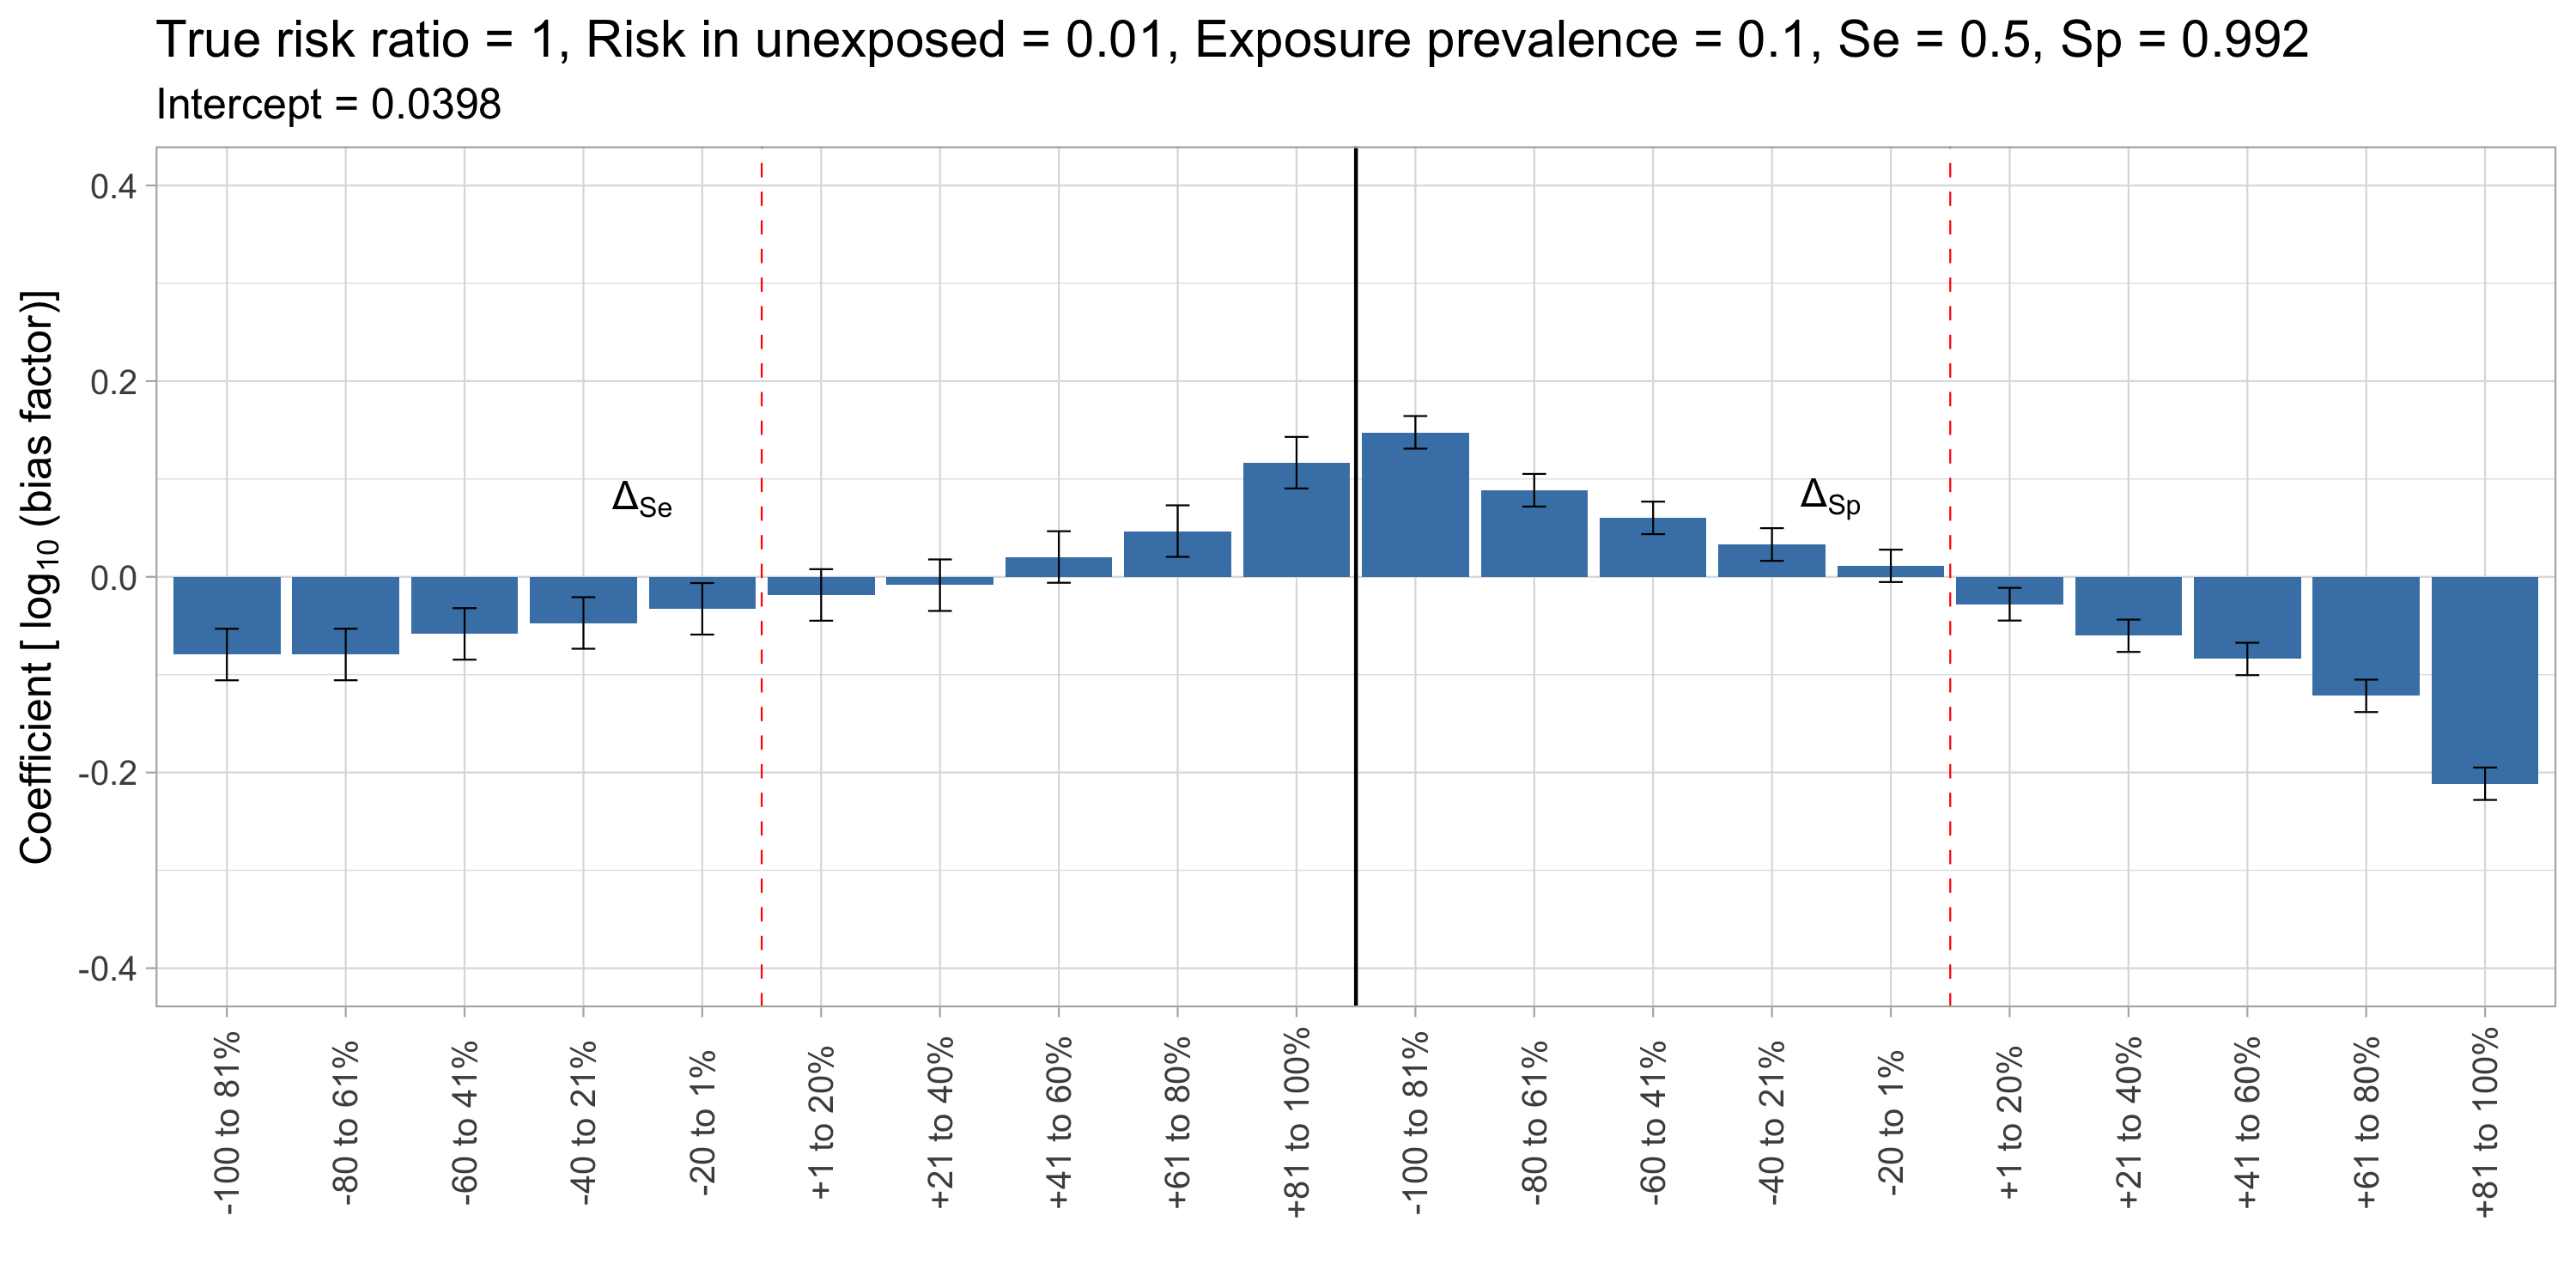 True risk ratio = 1, Risk in unexposed = 0.01, Exposure prevalence = 0.1, Se = 0.5, Sp = 0.992
Intercept = 0.0398
Coefficient [ log10 (bias factor)]
0.4
0.2
0.0
-0.2
-0.4
ΔSe
ΔSp
-100 to 81%
-80 to 61%
-60 to 41%
-40 to 21%
-20 to 1%
+1 to 20%
+21 to 40%
+41 to 60%
+61 to 80%
+81 to 100%
-100 to 81%
-80 to 61%
-60 to 41%
-40 to 21%
-20 to 1%
+1 to 20%
+21 to 40%
+41 to 60%
+61 to 80%
+81 to 100%